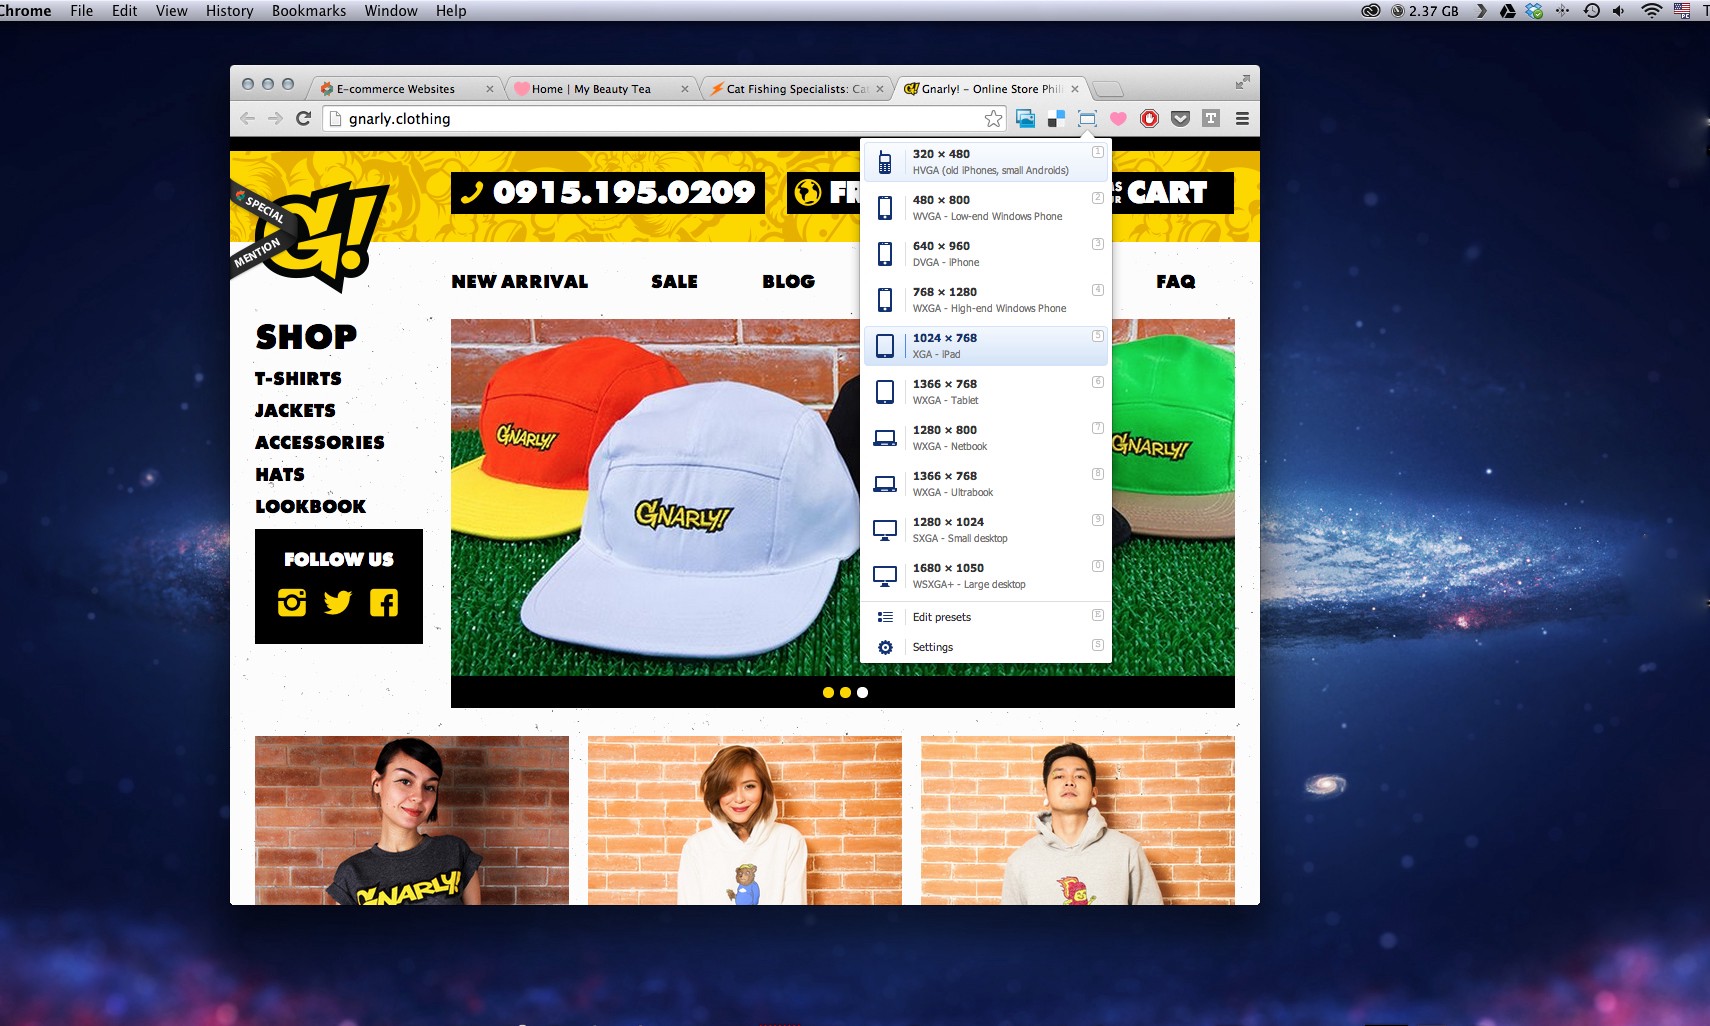 Chrome File Edit View History Bookmarks Window Help 2.37 GB
E-commerce Websites
Home | My Beauty Tea
Cat Fishing Specialists: Cat
Gnarly! – Online Store Phili
gnarly.clothing
SPECIAL
MENTION
G!
0915.195.0209
CART
NEW ARRIVAL
SALE
BLOG
FAQ
SHOP
T-SHIRTS
JACKETS
ACCESSORIES
HATS
LOOKBOOK
FOLLOW US
GNARLY!
GNARLY!
GNARLY!
320 × 480 1
HVGA (old iPhones, small Androids)
480 × 800 2
WVGA - Low-end Windows Phone
640 × 960 3
DVGA - iPhone
768 × 1280 4
WXGA - High-end Windows Phone
1024 × 768 5
XGA - iPad
1366 × 768 6
WXGA - Tablet
1280 × 800 7
WXGA - Netbook
1366 × 768 8
WXGA - Ultrabook
1280 × 1024 9
SXGA - Small desktop
1680 × 1050 0
WSXGA+ - Large desktop
Edit presets E
Settings S
GNARLY!